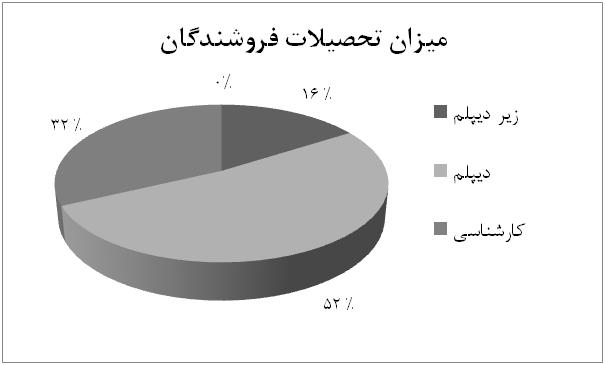 میزان تحصیلات فروشندگان
۰%
۱۶ %
۳۲ %
۵۲ %
زیر دیپلم
دیپلم
کارشناسی